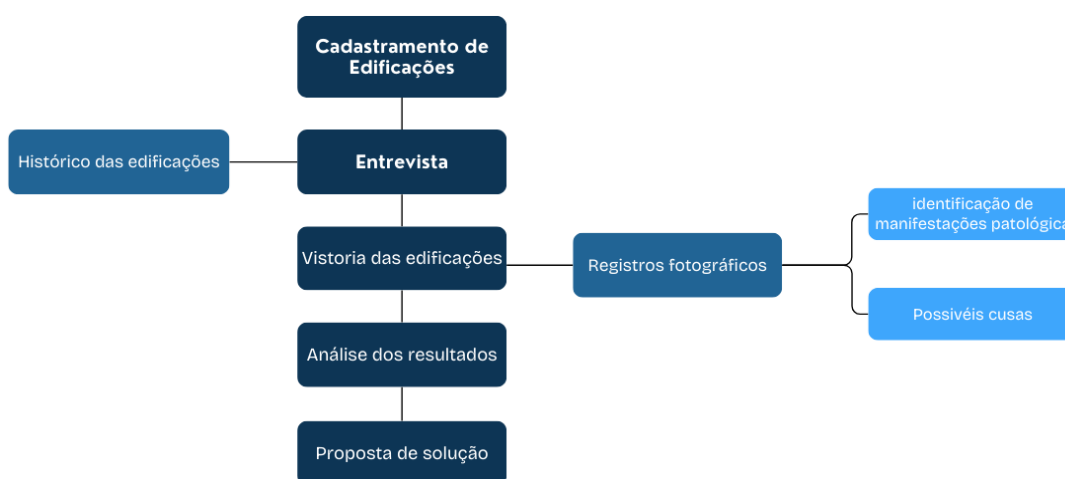 Cadastramento de
Edificações
Histórico das edificações
Entrevista
Vistoria das edificações
Registros fotográficos
identificação de
manifestações patológica
Possivéis cusas
Análise dos resultados
Proposta de solução